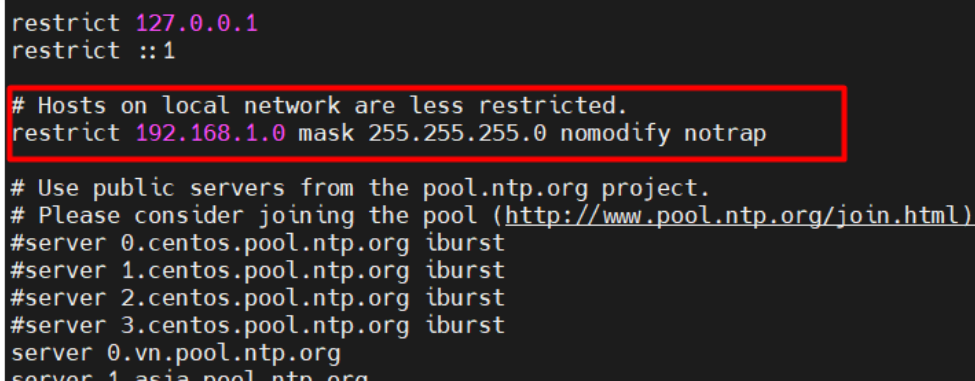 restrict 127.0.0.1
restrict ::1
# Hosts on local network are less restricted.
restrict 192.168.1.0 mask 255.255.255.0 nomodify notrap
# Use public servers from the pool.ntp.org project.
# Please consider joining the pool (http://www.pool.ntp.org/join.html)
#server 0.centos.pool.ntp.org iburst
#server 1.centos.pool.ntp.org iburst
#server 2.centos.pool.ntp.org iburst
#server 3.centos.pool.ntp.org iburst
server 0.vn.pool.ntp.org
server 1.asia.pool.ntp.org